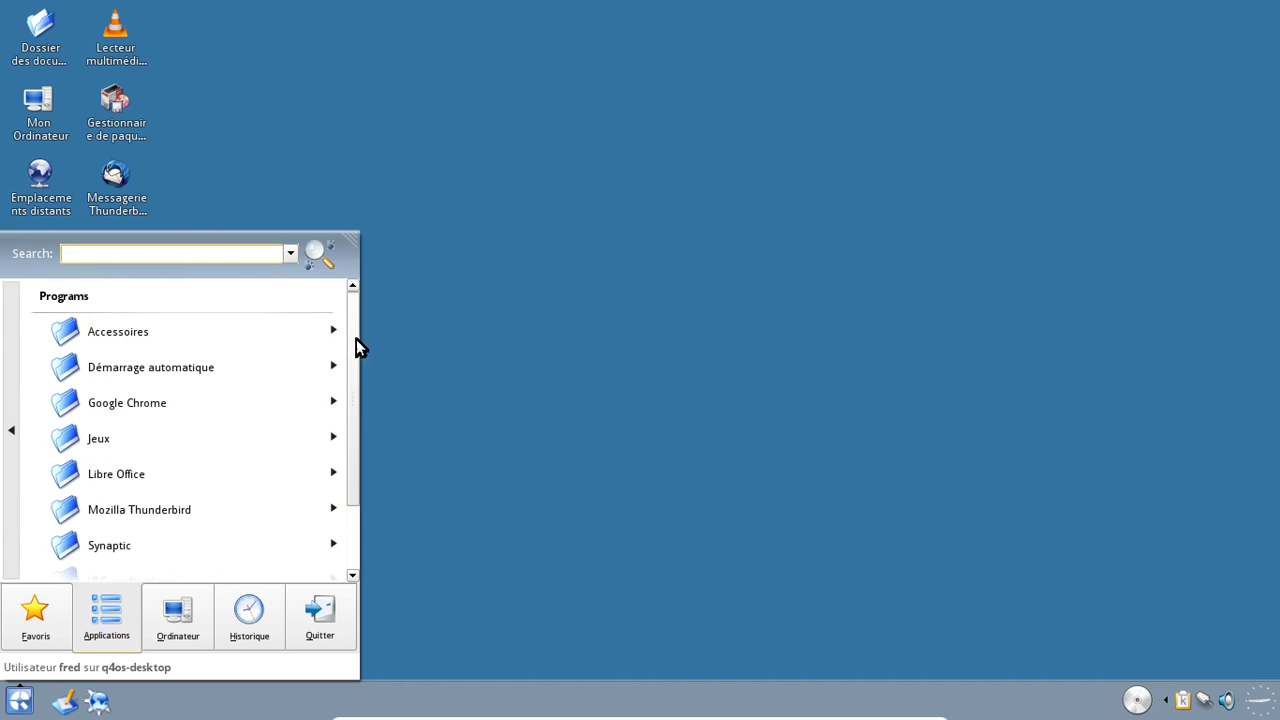 Dossier
des docu...
Lecteur
multimédi...
Mon
Ordinateur
Gestionnair
e de paqu...
Emplaceme
nts distants
Messagerie
Thunderb...
Search:
Programs
Accessoires
Démarrage automatique
Google Chrome
Jeux
Libre Office
Mozilla Thunderbird
Synaptic
Favoris
Applications
Ordinateur
Historique
Quitter
Utilisateur fred sur q4os-desktop